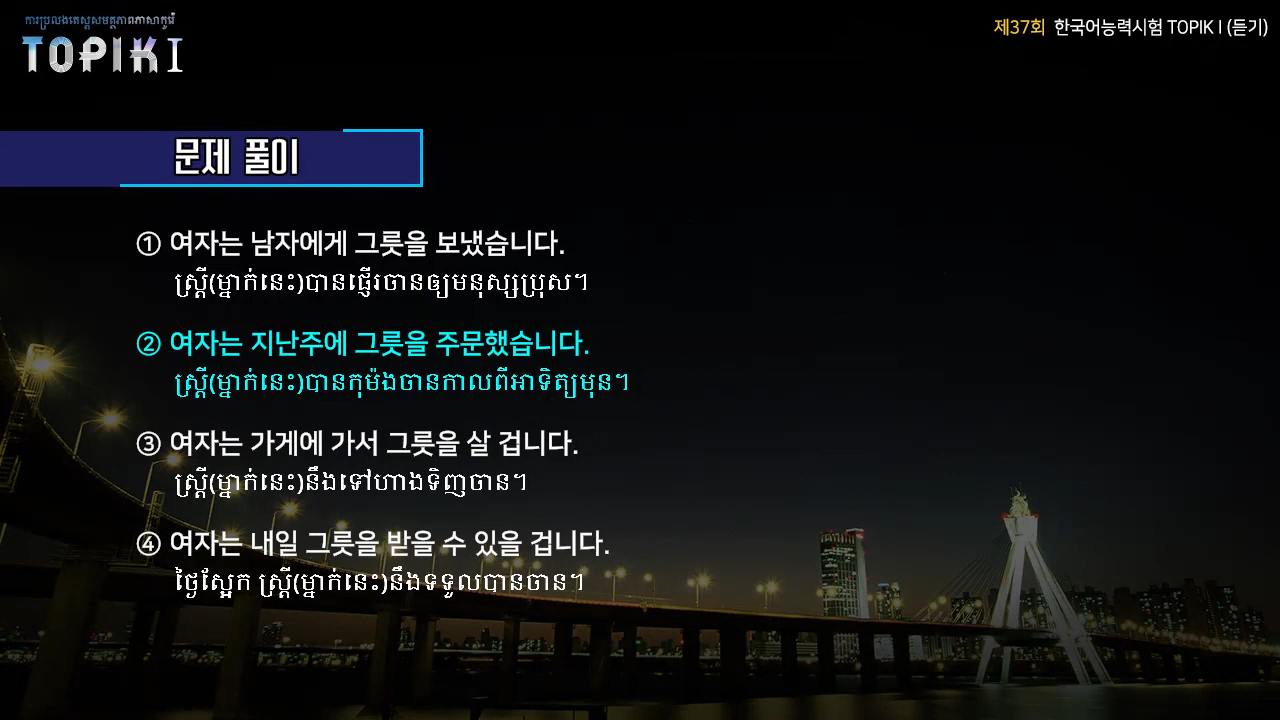 ការប្រលងតេស្តសមត្ថភាពភាសាកូរ៉េ
TOPIK I
제37회 한국어능력시험 TOPIK I (듣기)
문제 풀이
① 여자는 남자에게 그릇을 보냈습니다.
ស្ត្រី(ម្នាក់នេះ)បានផ្ញើរចានឲ្យមនុស្សប្រុស។
② 여자는 지난주에 그릇을 주문했습니다.
ស្ត្រី(ម្នាក់នេះ)បានកុម៉ងចានកាលពីអាទិត្យមុន។
③ 여자는 가게에 가서 그릇을 살 겁니다.
ស្ត្រី(ម្នាក់នេះ)នឹងទៅហាងទិញចាន។
④ 여자는 내일 그릇을 받을 수 있을 겁니다.
ថ្ងៃស្អែក ស្ត្រី(ម្នាក់នេះ)នឹងទទួលបានចាន។